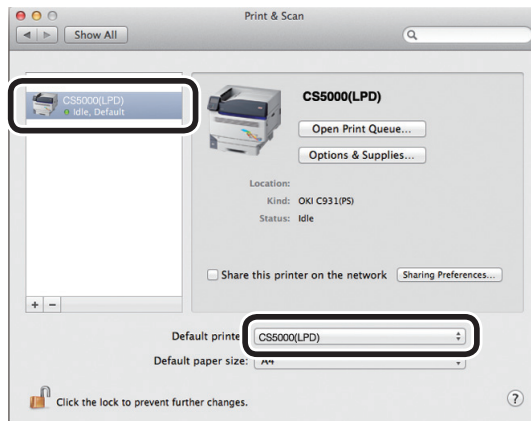 Print & Scan
Show All
CS5000(LPD)
Idle, Default
CS5000(LPD)
Open Print Queue...
Options & Supplies...
Location:
Kind: OKI C931(PS)
Status: Idle
Share this printer on the network
Sharing Preferences...
+ −
Default printe
CS5000(LPD)
Default paper size: A4
Click the lock to prevent further changes.
?